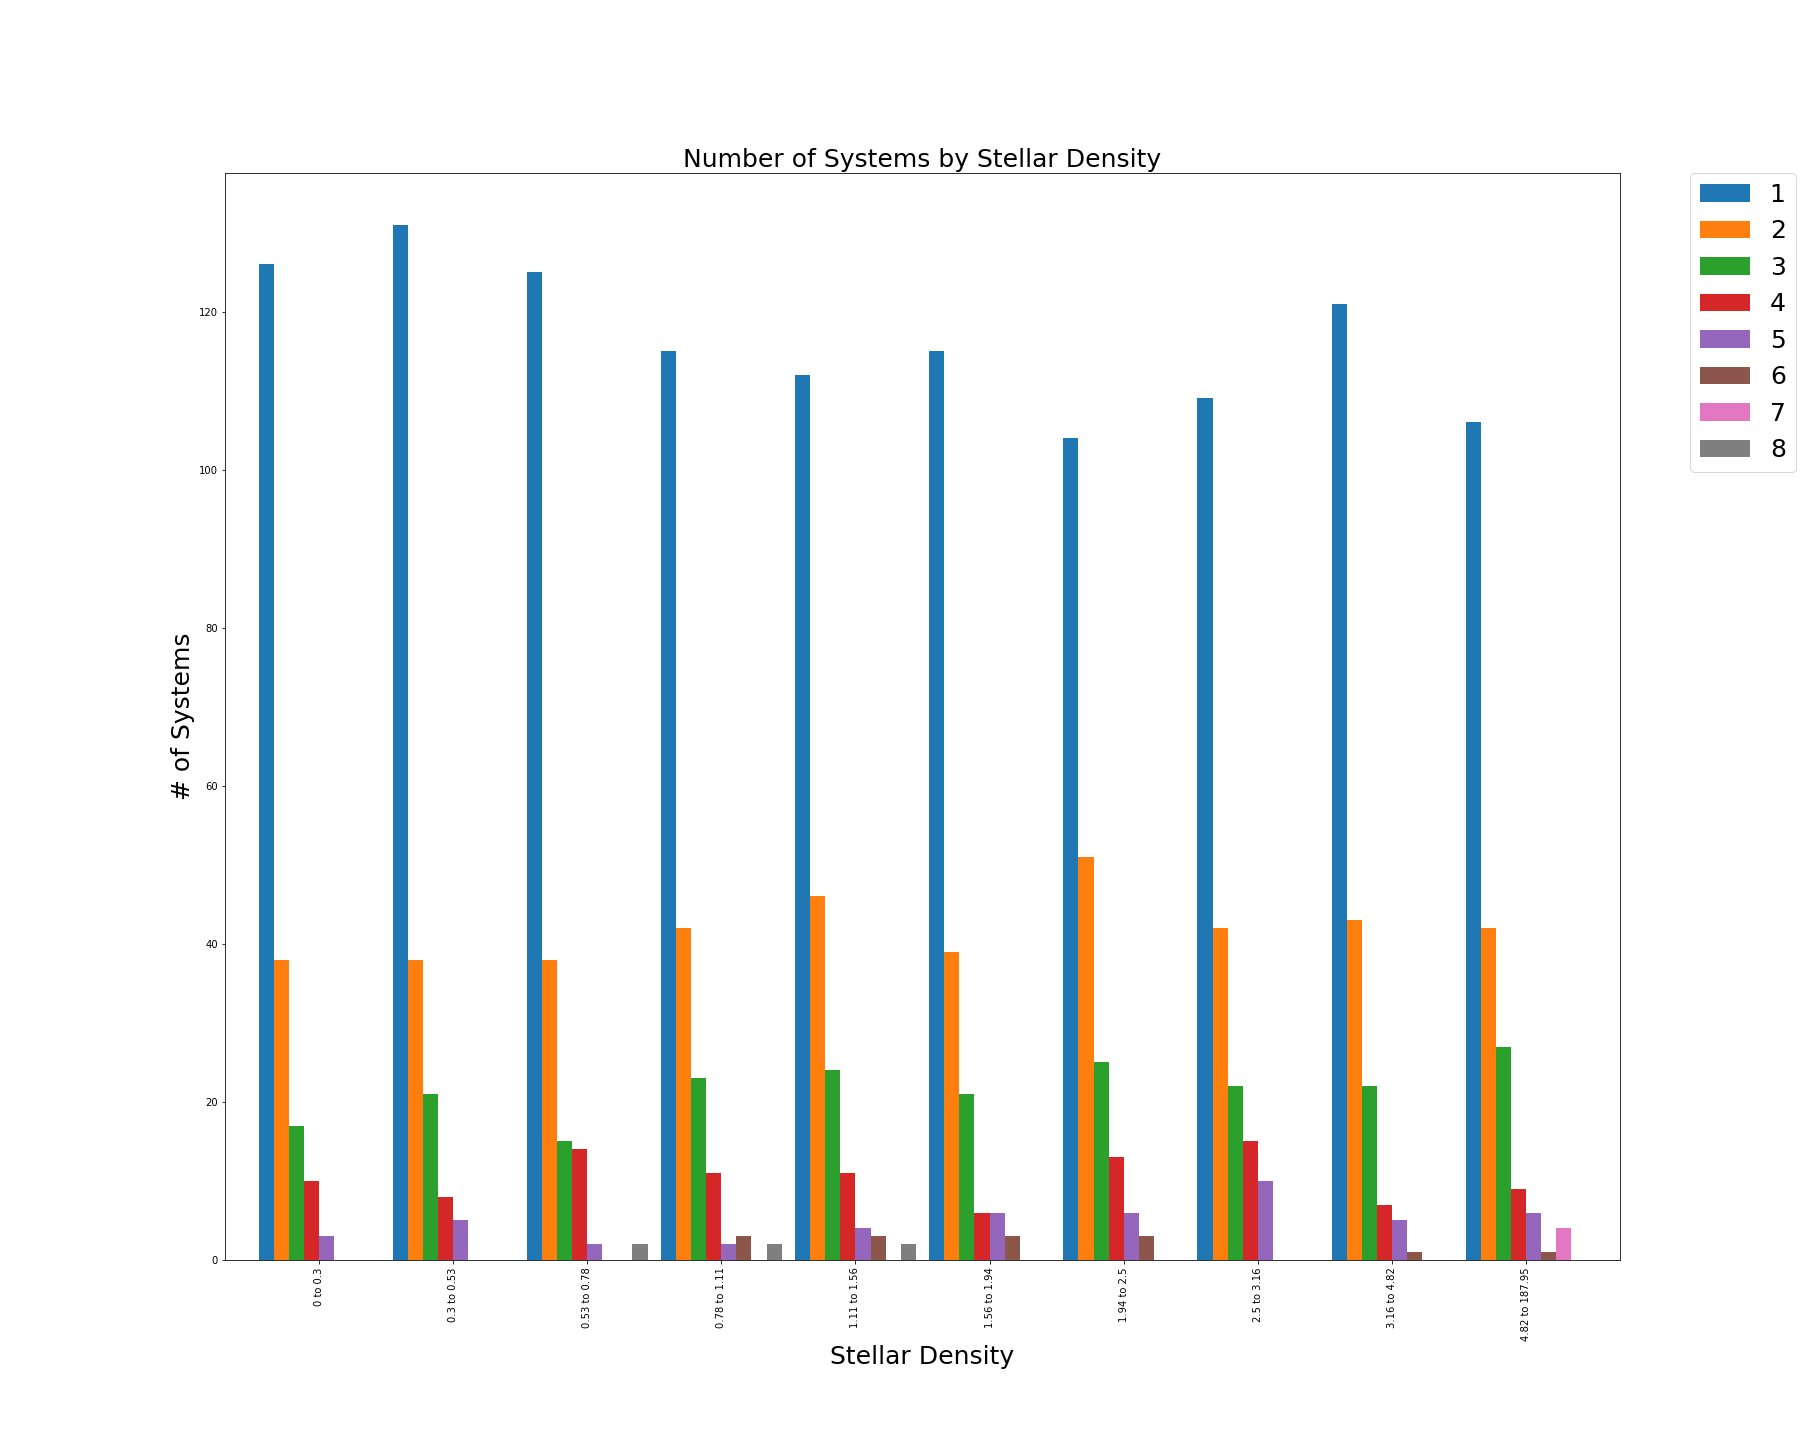 Number of Systems by Stellar Density
1
2
3
4
5
6
7
8
# of Systems
120
100
80
60
40
20
0
0 to 0.3
0.3 to 0.53
0.53 to 0.78
0.78 to 1.11
1.11 to 1.56
1.56 to 1.94
1.94 to 2.5
2.5 to 3.16
3.16 to 4.82
4.82 to 187.95
Stellar Density